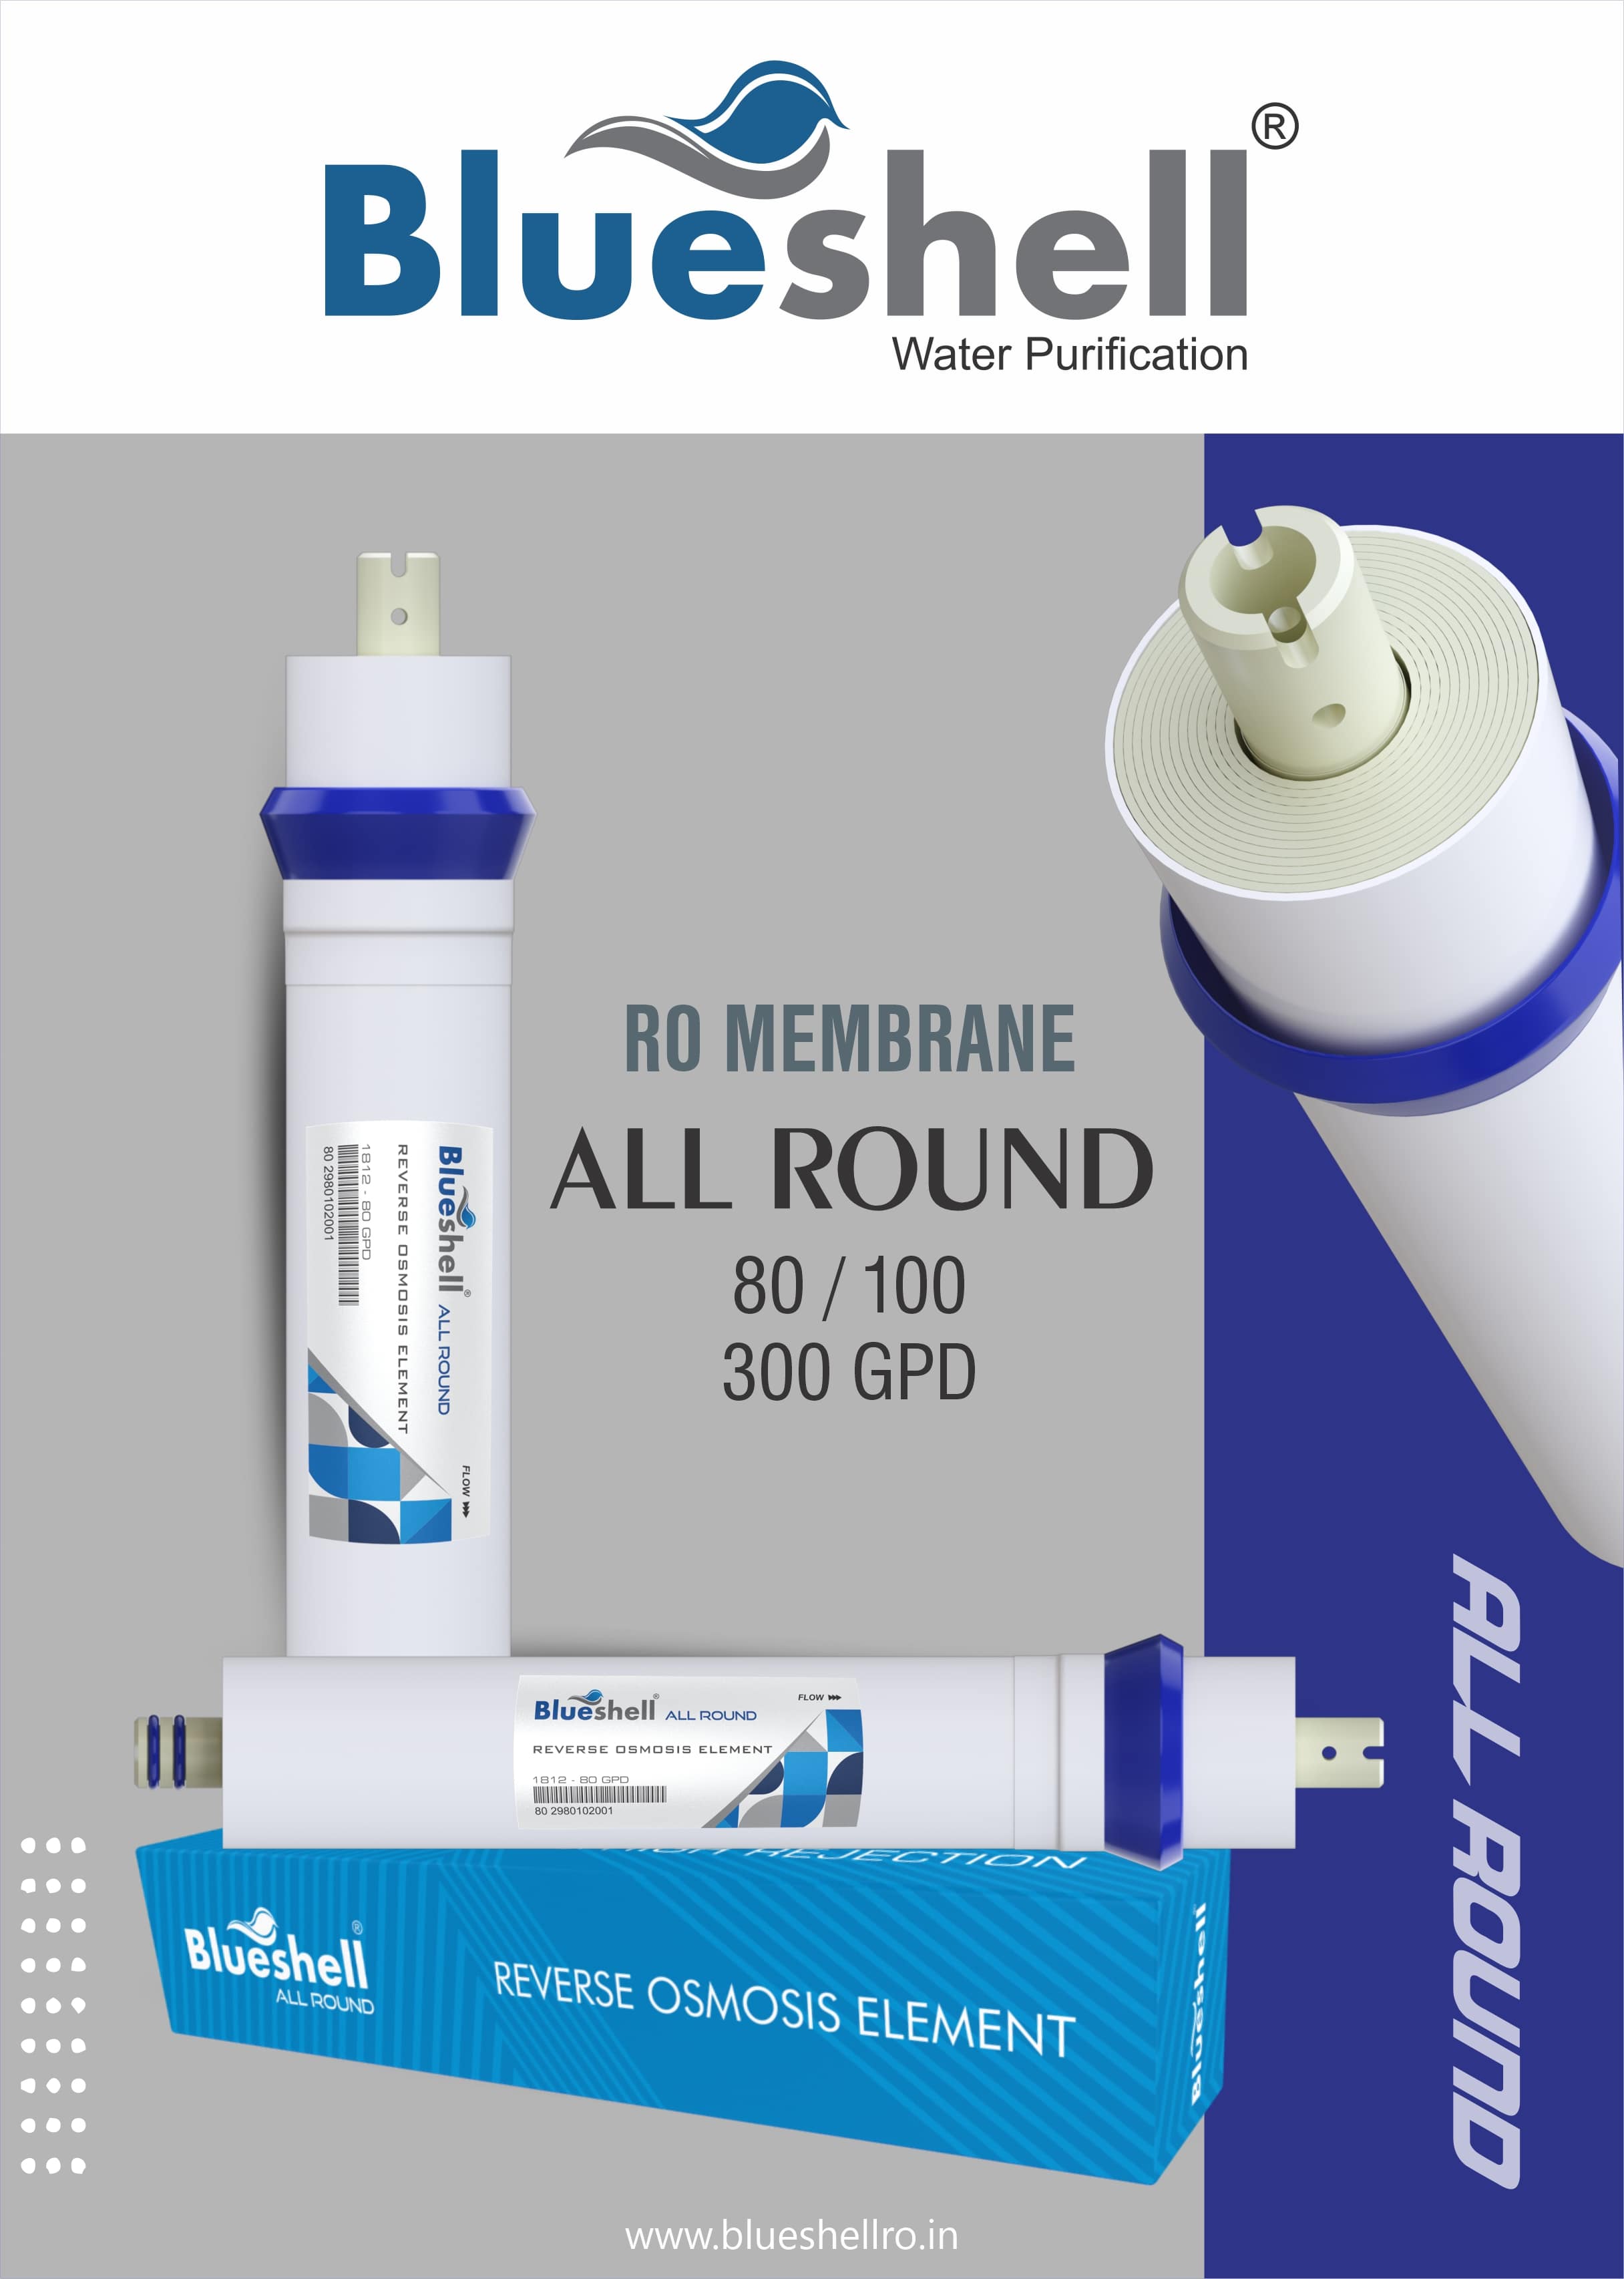 Blueshell®
Water Purification
RO MEMBRANE
ALL ROUND
80 / 100
300 GPD
Blueshell® ALL ROUND
REVERSE OSMOSIS ELEMENT
1812 - 80 GPD
80 2980102001
FLOW
Blueshell® ALL ROUND
FLOW
REVERSE OSMOSIS ELEMENT
1812 - 80 GPD
80 2980102001
HIGH REJECTION
Blueshell®
ALL ROUND
REVERSE OSMOSIS ELEMENT
Blueshell
ALL ROUND
www.blueshellro.in